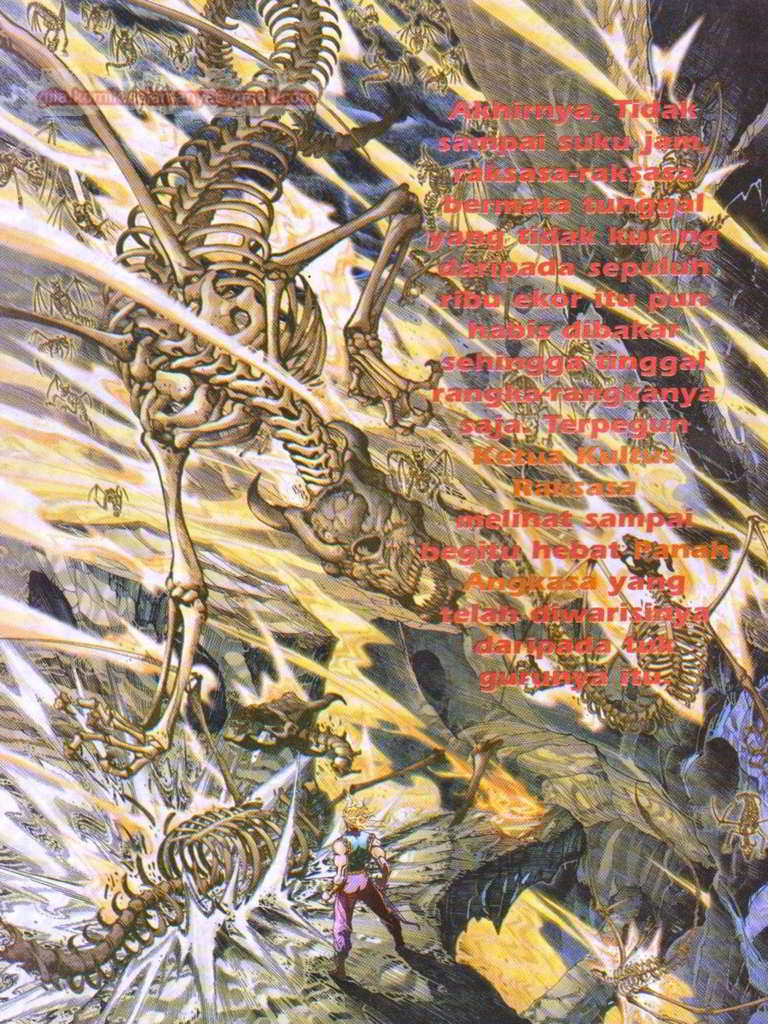 Akhirnya, Tidak
sampai suku jam,
raksasa-raksasa
bermata tunggal
yang tidak kurang
daripada sepuluh
ribu ekor itu pun
habis dibakar
sehingga tinggal
rangka-rangkanya
saja. Terpegun
Ketua Kultus
Raksasa
melihat sampai
begitu hebat Panah
Angkasa yang
telah diwarisinya
daripada tuk
gurunya itu.